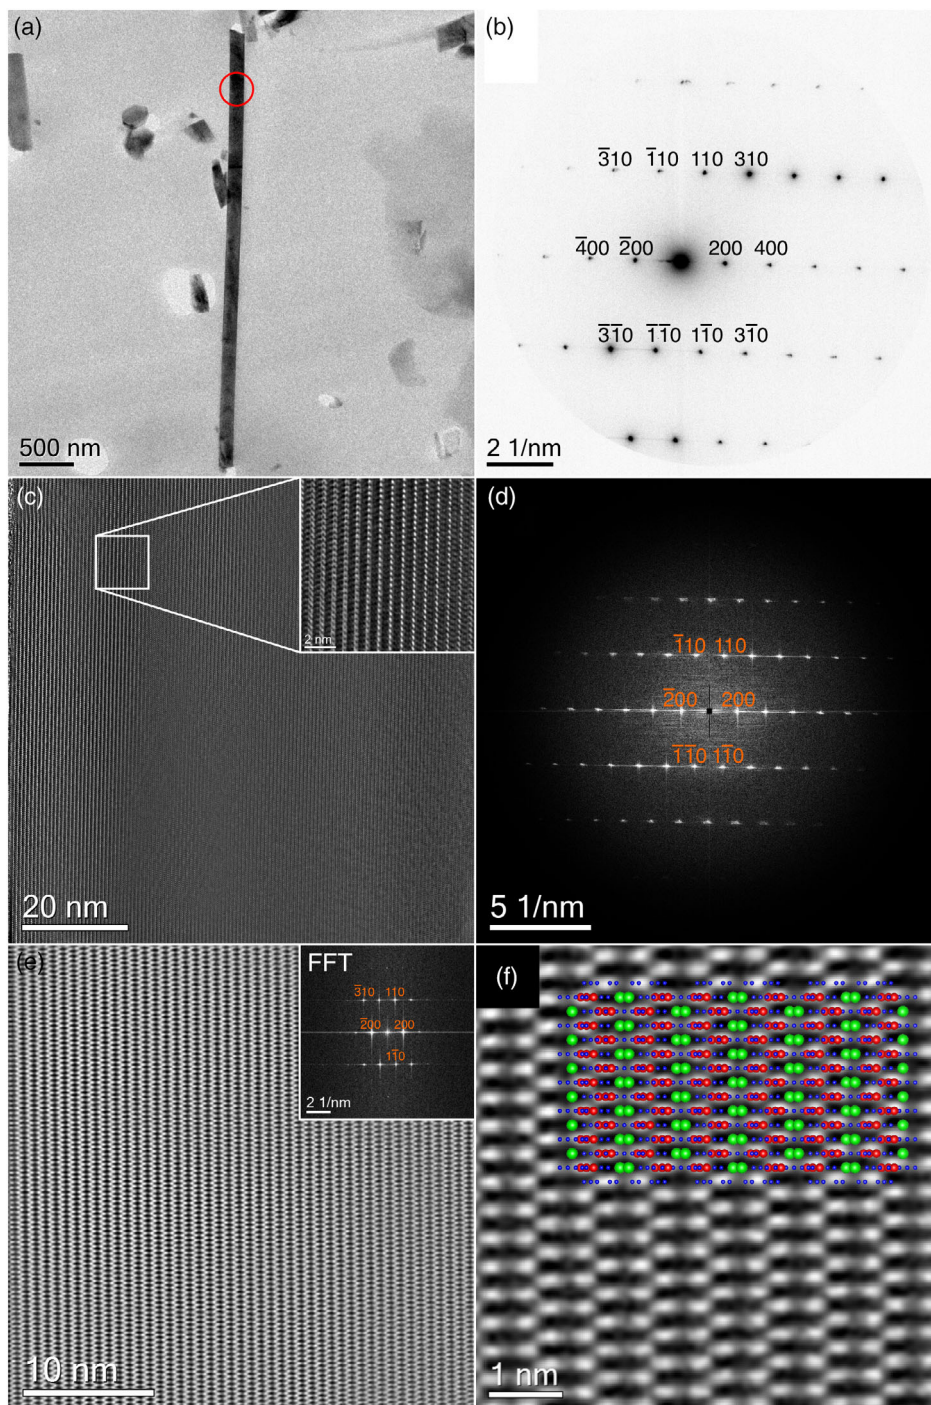 (a)
500 nm
(b)
3̅10 1̅10 110 310
4̅00 2̅00 200 400
3̅1̅0 1̅1̅0 11̅0 31̅0
2 1/nm
(c)
2 nm
20 nm
(d)
1̅10 110
2̅00 200
1̅1̅0 11̅0
5 1/nm
(e)
FFT
3̅10 110
2̅00 200
11̅0
2 1/nm
10 nm
(f)
1 nm